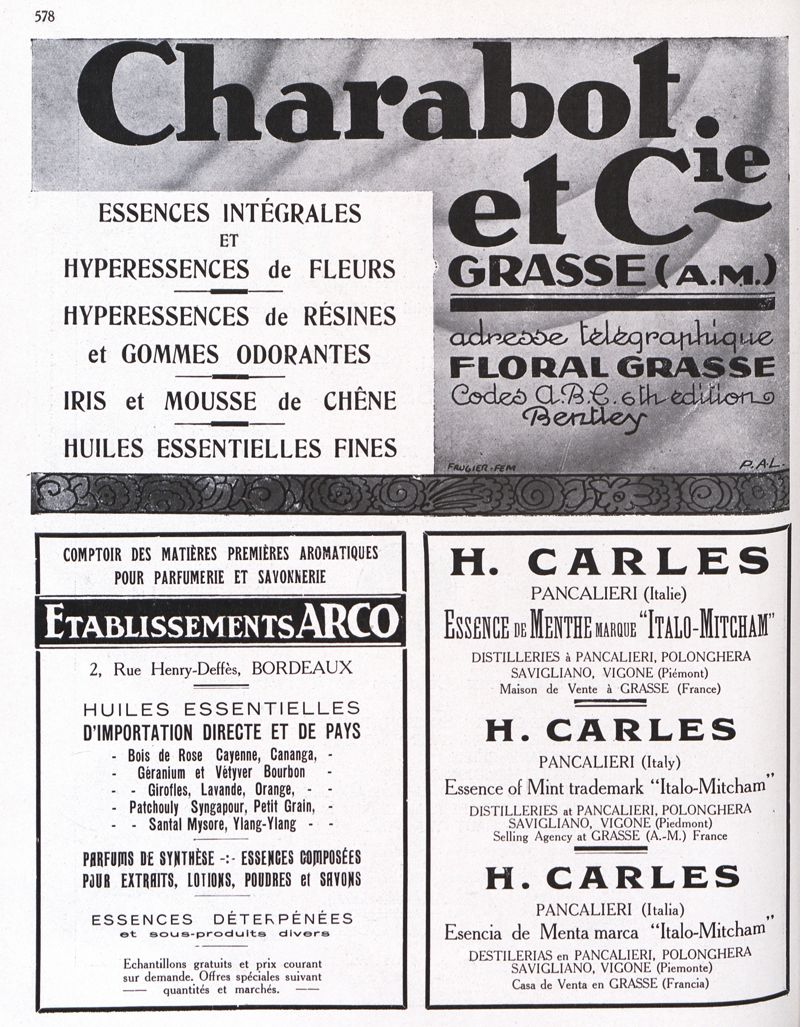 578
Charabot
et Cie
ESSENCES INTÉGRALES
ET
HYPERESSENCES de FLEURS
HYPERESSENCES de RÉSINES
et GOMMES ODORANTES
IRIS et MOUSSE de CHÊNE
HUILES ESSENTIELLES FINES
GRASSE (A.M.)
adresse télégraphique
FLORAL GRASSE
Codes A.B.C. 6th edition
Bentley
FAUGIER-FEM
P.A.L.
COMPTOIR DES MATIÈRES PREMIÈRES AROMATIQUES
POUR PARFUMERIE ET SAVONNERIE
ETABLISSEMENTS ARCO
2, Rue Henry-Deffès, BORDEAUX
HUILES ESSENTIELLES
D'IMPORTATION DIRECTE ET DE PAYS
- Bois de Rose Cayenne, Cananga, -
- Géranium et Vétyver Bourbon -
- - Girofles, Lavande, Orange, - -
- Patchouly Syngapour, Petit Grain, -
- - Santal Mysore, Ylang-Ylang - -
PARFUMS DE SYNTHÈSE -:- ESSENCES COMPOSÉES
POUR EXTRAITS, LOTIONS, POUDRES et SAVONS
ESSENCES DÉTERPÉNÉES
et sous-produits divers
Echantillons gratuits et prix courant
sur demande. Offres spéciales suivant
quantités et marchés.
H. CARLES
PANCALIERI (Italie)
ESSENCE DE MENTHE MARQUE "ITALO-MITCHAM"
DISTILLERIES à PANCALIERI, POLONGHERA
SAVIGLIANO, VIGONE (Piémont)
Maison de Vente à GRASSE (France)
H. CARLES
PANCALIERI (Italy)
Essence of Mint trademark "Italo-Mitcham"
DISTILLERIES at PANCALIERI, POLONGHERA
SAVIGLIANO, VIGONE (Piedmont)
Selling Agency at GRASSE (A.-M.) France
H. CARLES
PANCALIERI (Italia)
Esencia de Menta marca "Italo-Mitcham"
DESTILERIAS en PANCALIERI, POLONGHERA
SAVIGLIANO, VIGONE (Piemonte)
Casa de Venta en GRASSE (Francia)